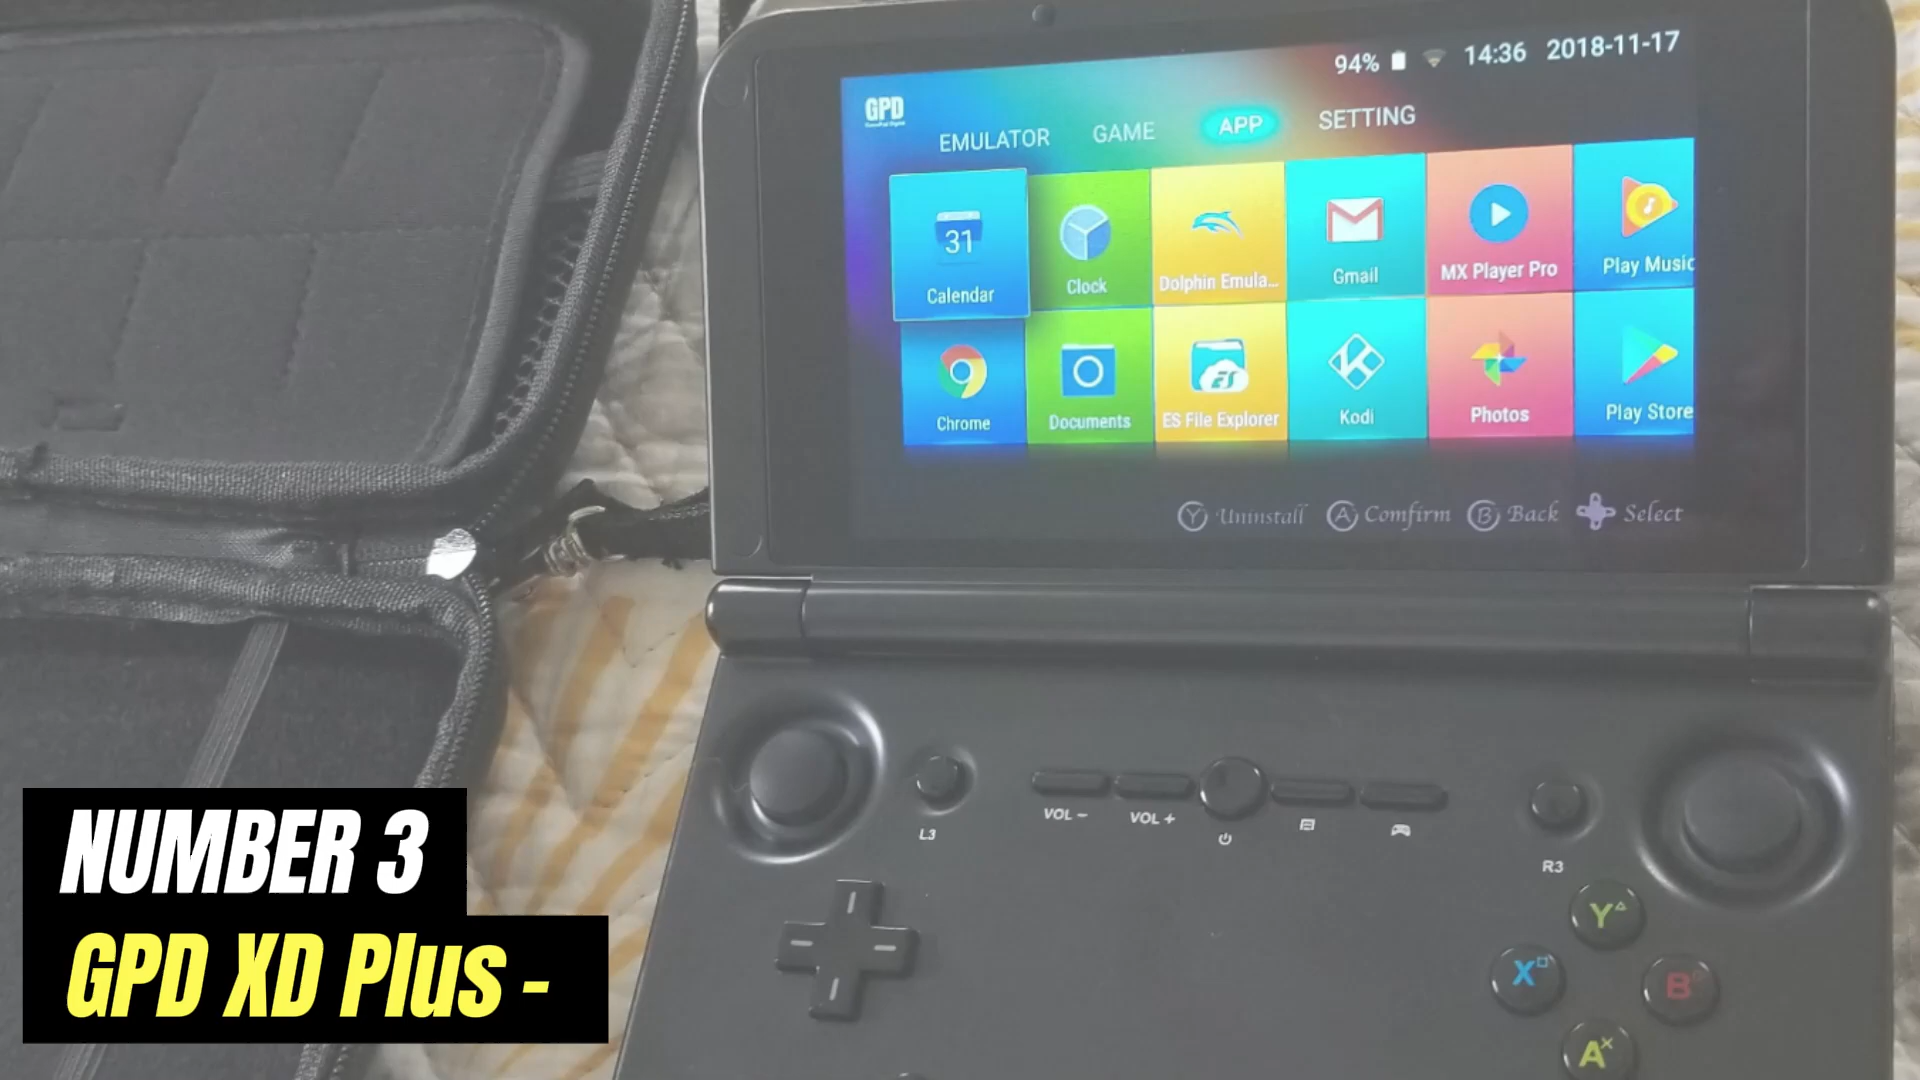 94% 14:36 2018-11-17
GPD
EMULATOR GAME APP SETTING
31
Calendar Clock Dolphin Emula... Gmail MX Player Pro Play Music
Chrome Documents ES File Explorer Kodi Photos Play Store
Y Uninstall A Comfirm B Back Select
L3 VOL - VOL + R3
Y
X B
A
NUMBER 3
GPD XD Plus -